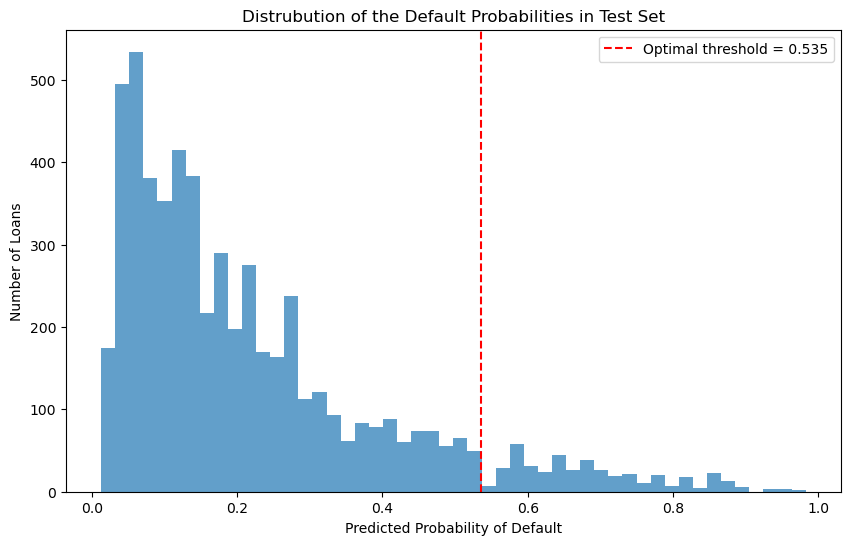 Distrubution of the Default Probabilities in Test Set
Optimal threshold = 0.535
Number of Loans
500
400
300
200
100
0
0.0 0.2 0.4 0.6 0.8 1.0
Predicted Probability of Default